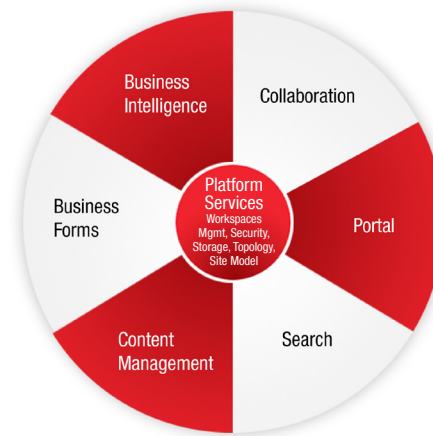 Business
Intelligence
Collaboration
Platform
Services
Workspaces
Mgmt, Security,
Storage, Topology,
Site Model
Business
Forms
Portal
Content
Management
Search